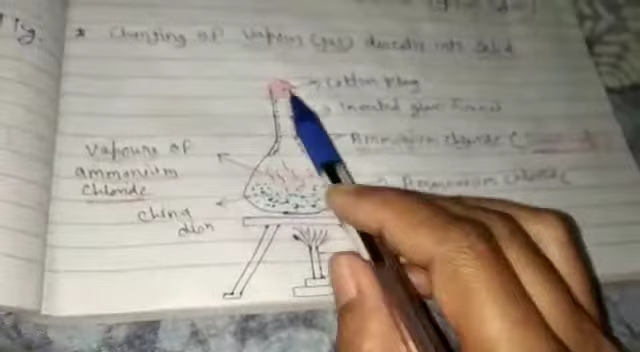 Fig.
* Changing of Vapour (gas) directly into solid
→ Cotton Plug
→ Inverted glass Funnel
Ammonium chloride (
Vapours of
ammonium
Chloride
Ammonium chloride
China
dish